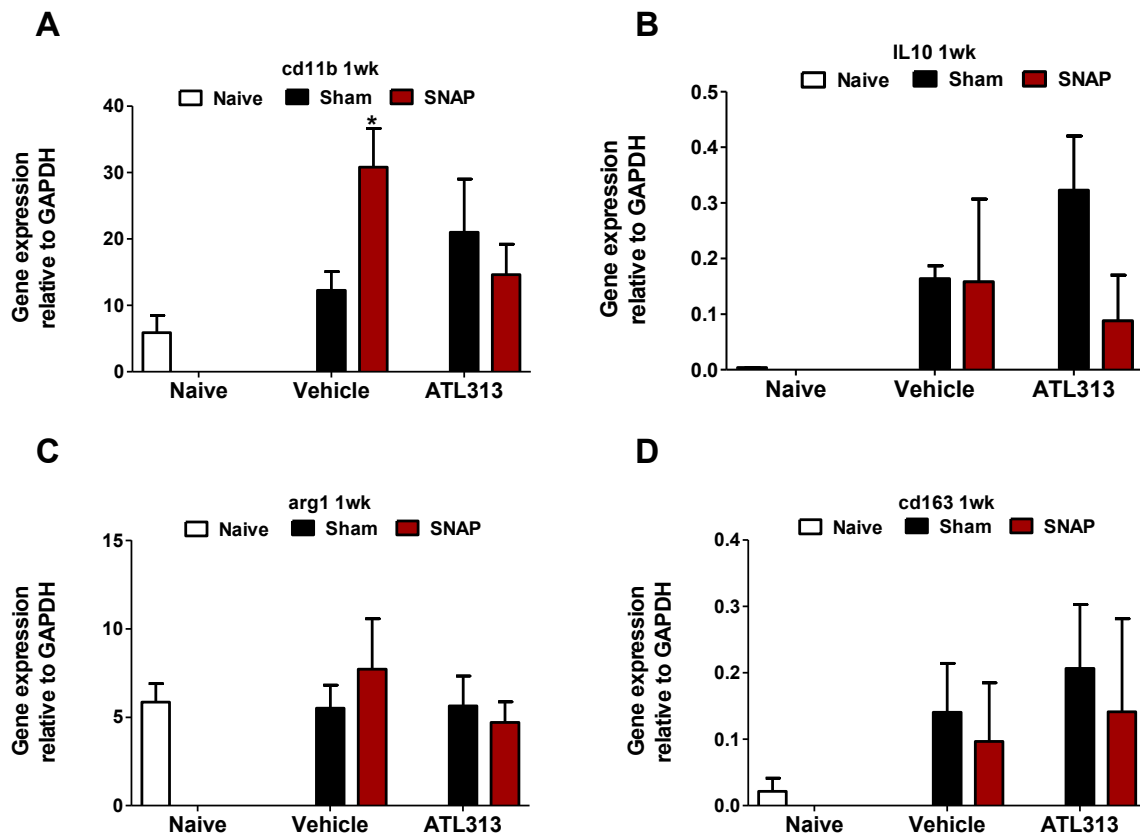 A
cd11b 1wk
Naive Sham SNAP
Gene expression
relative to GAPDH
40
30
20
10
0
*
Naive Vehicle ATL313
B
IL10 1wk
Naive Sham SNAP
Gene expression
relative to GAPDH
0.5
0.4
0.3
0.2
0.1
0.0
Naive Vehicle ATL313
C
arg1 1wk
Naive Sham SNAP
Gene expression
relative to GAPDH
15
10
5
0
Naive Vehicle ATL313
D
cd163 1wk
Naive Sham SNAP
Gene expression
relative to GAPDH
0.4
0.3
0.2
0.1
0.0
Naive Vehicle ATL313